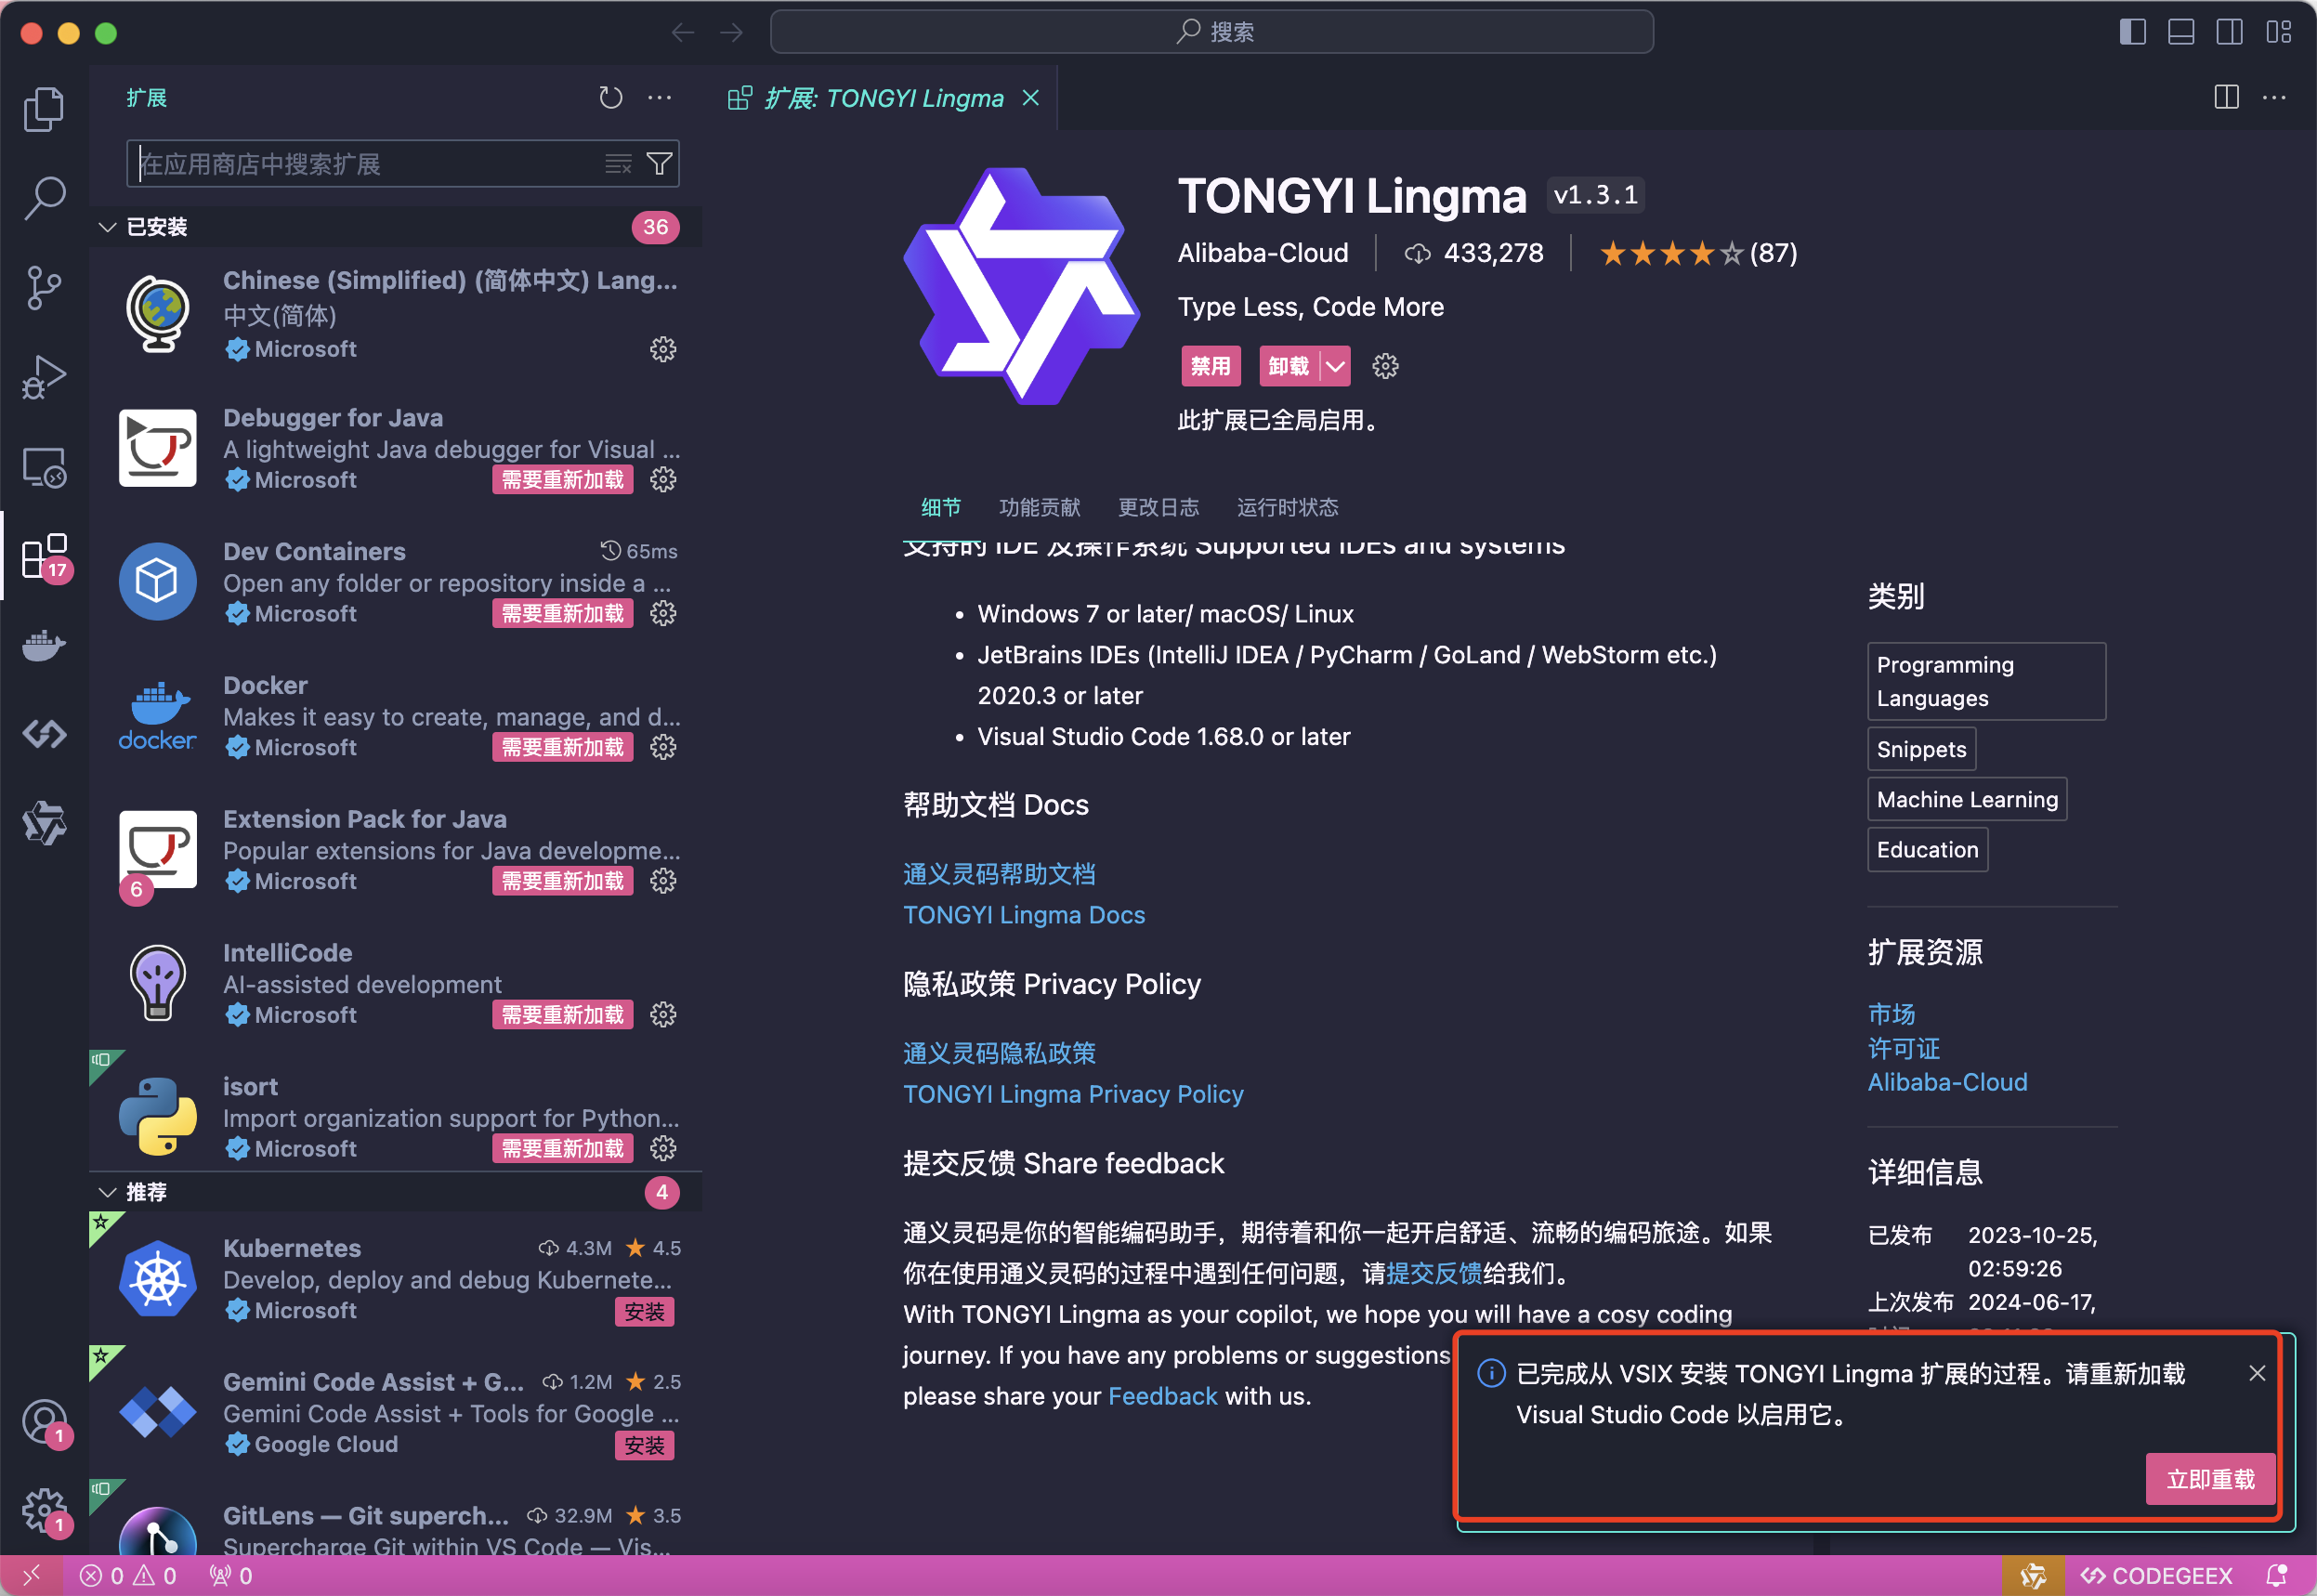 搜索
扩展
扩展: TONGYI Lingma
在应用商店中搜索扩展
已安装
36
Chinese (Simplified) (简体中文) Lang...
中文(简体)
Microsoft
Debugger for Java
A lightweight Java debugger for Visual ...
Microsoft
需要重新加载
Dev Containers
65ms
Open any folder or repository inside a ...
Microsoft
需要重新加载
Docker
Makes it easy to create, manage, and d...
docker
Microsoft
需要重新加载
Extension Pack for Java
Popular extensions for Java developme...
6
Microsoft
需要重新加载
IntelliCode
AI-assisted development
Microsoft
需要重新加载
isort
Import organization support for Python...
Microsoft
需要重新加载
推荐
4
Kubernetes
4.3M
4.5
Develop, deploy and debug Kubernete...
Microsoft
安装
Gemini Code Assist + G...
1.2M
2.5
Gemini Code Assist + Tools for Google ...
Google Cloud
安装
GitLens — Git superch...
32.9M
3.5
Supercharge Git within VS Code — Vis...
17
1
1
TONGYI Lingma
v1.3.1
Alibaba-Cloud
433,278
(87)
Type Less, Code More
禁用
卸载
此扩展已全局启用。
细节
功能贡献
更改日志
运行时状态
支持的 IDE 及操作系统 Supported IDEs and systems
• Windows 7 or later/ macOS/ Linux
• JetBrains IDEs (IntelliJ IDEA / PyCharm / GoLand / WebStorm etc.)
2020.3 or later
• Visual Studio Code 1.68.0 or later
帮助文档 Docs
通义灵码帮助文档
TONGYI Lingma Docs
隐私政策 Privacy Policy
通义灵码隐私政策
TONGYI Lingma Privacy Policy
提交反馈 Share feedback
通义灵码是你的智能编码助手，期待着和你一起开启舒适、流畅的编码旅途。如果
你在使用通义灵码的过程中遇到任何问题，请提交反馈给我们。
With TONGYI Lingma as your copilot, we hope you will have a cosy coding
journey. If you have any problems or suggestions
please share your Feedback with us.
类别
Programming
Languages
Snippets
Machine Learning
Education
扩展资源
市场
许可证
Alibaba-Cloud
详细信息
已发布
2023-10-25,
02:59:26
上次发布
2024-06-17,
已完成从 VSIX 安装 TONGYI Lingma 扩展的过程。请重新加载
Visual Studio Code 以启用它。
立即重载
0
0
0
CODEGEEX